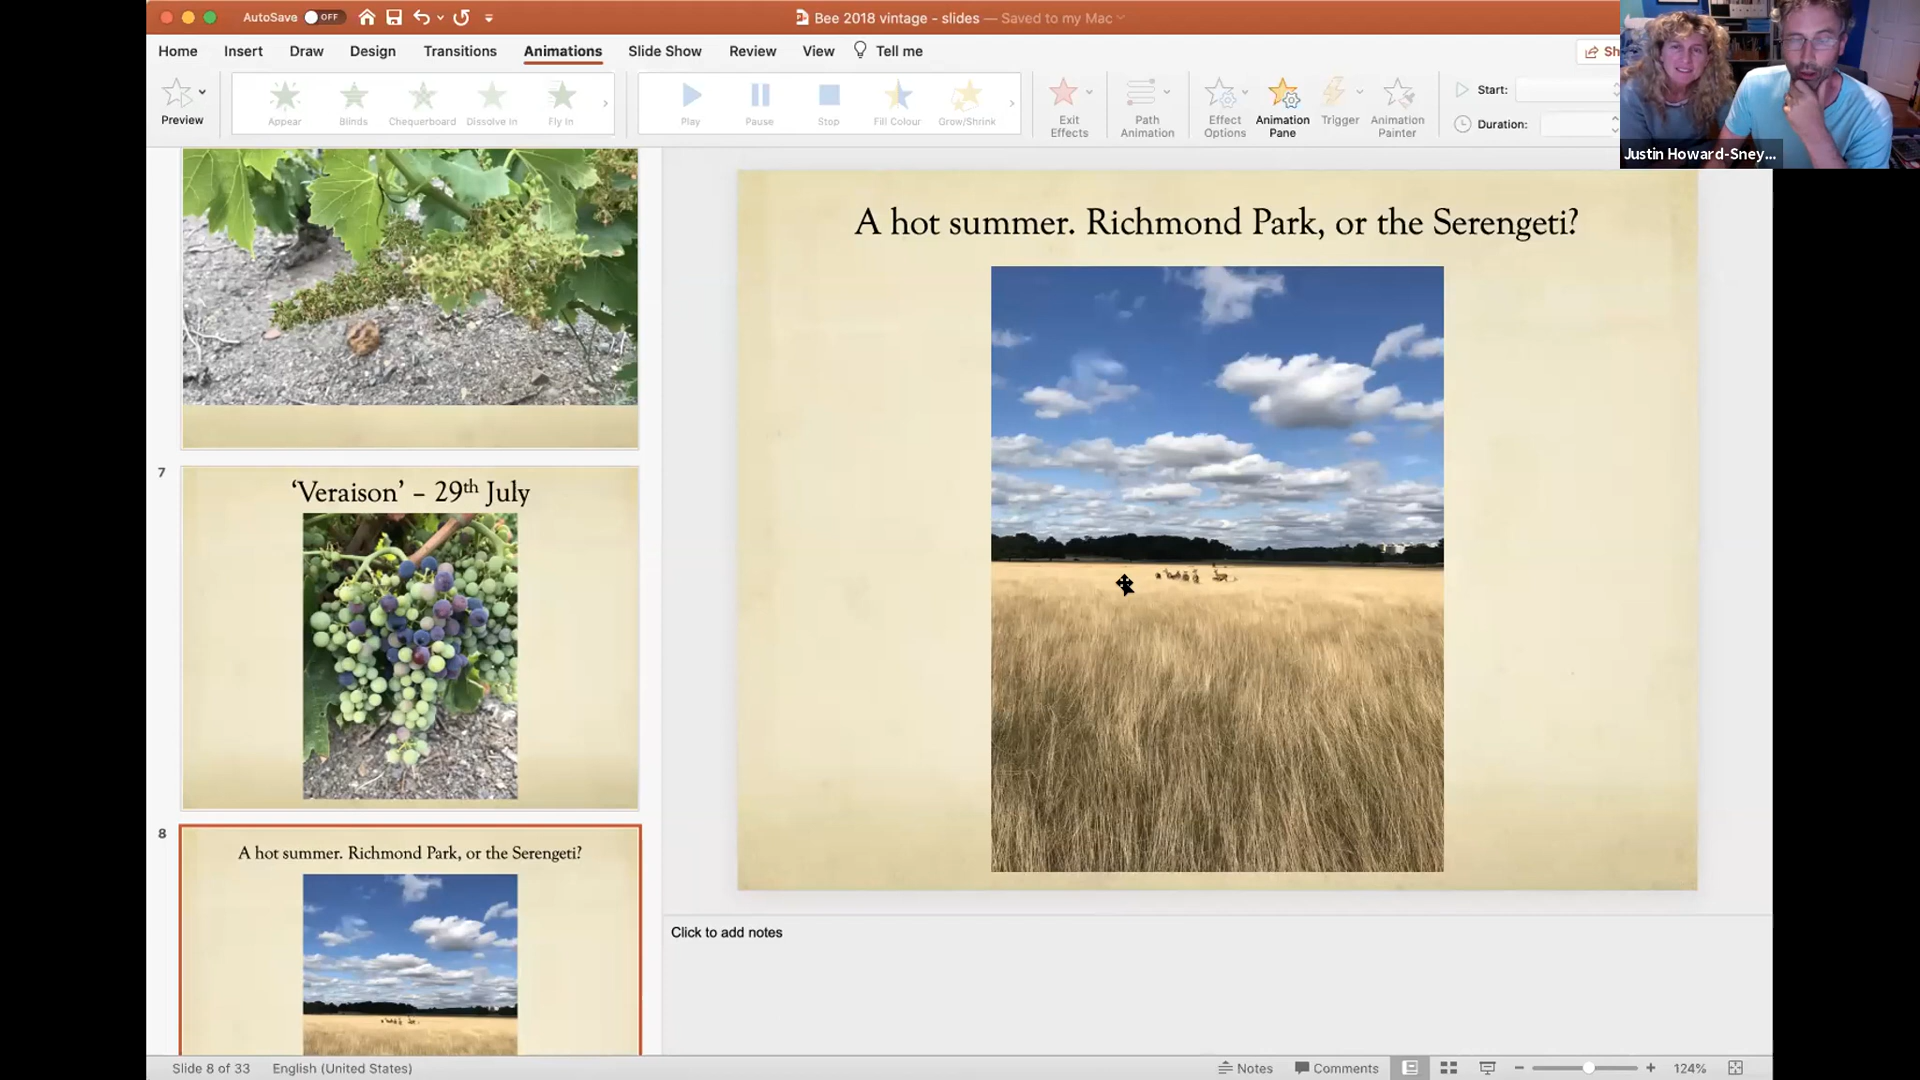 AutoSave OFF
Bee 2018 vintage - slides — Saved to my Mac
Home Insert Draw Design Transitions Animations Slide Show Review View Tell me
Preview
Appear Blinds Chequerboard Dissolve In Fly In
Play Pause Stop Fill Colour Grow/Shrink
Exit Effects
Path Animation
Effect Options
Animation Pane
Trigger
Animation Painter
Start:
Duration:
Justin Howard-Sney...
7
‘Veraison’ – 29th July
8
A hot summer. Richmond Park, or the Serengeti?
A hot summer. Richmond Park, or the Serengeti?
Click to add notes
Slide 8 of 33 English (United States)
Notes Comments 124%